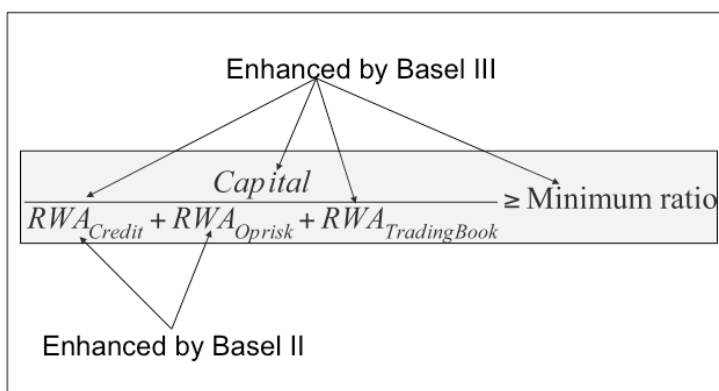 Enhanced by Basel III
Capital
RWA_Credit + RWA_Oprisk + RWA_TradingBook ≥ Minimum ratio
Enhanced by Basel II